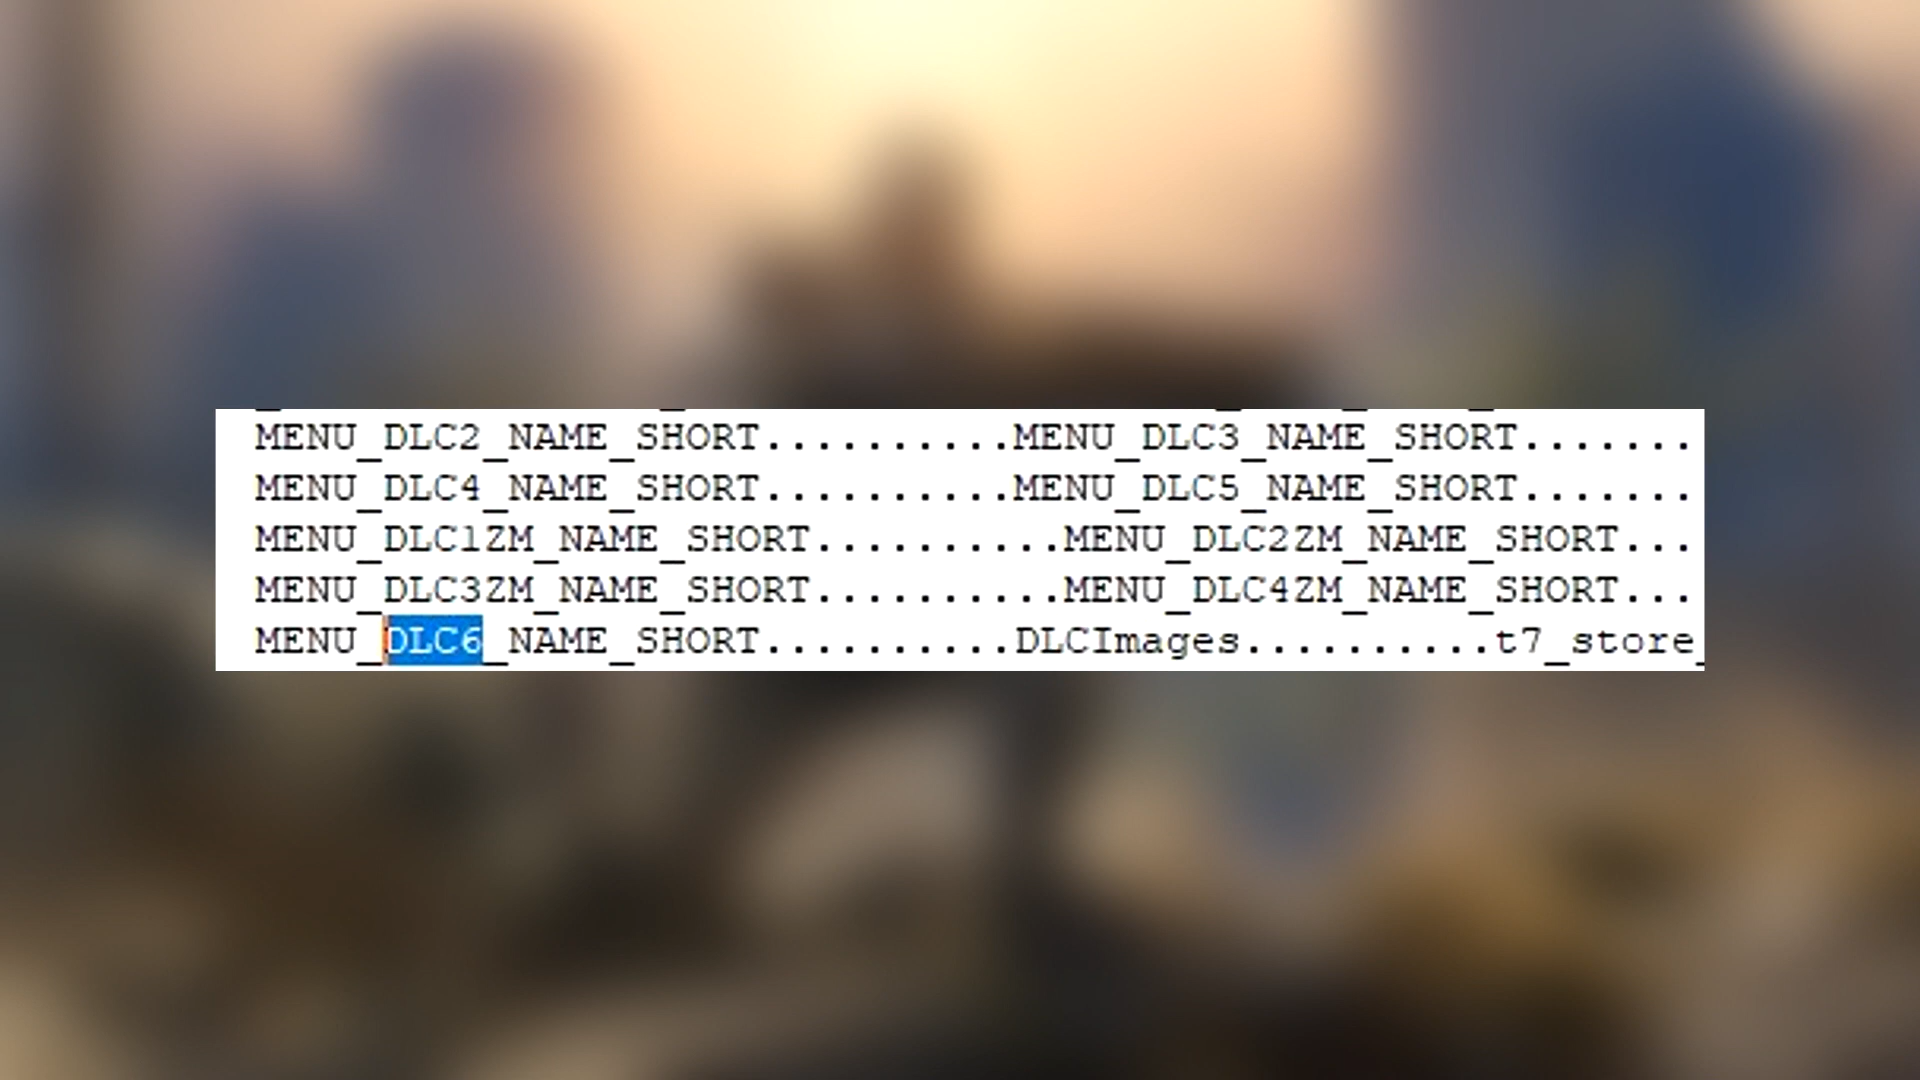 MENU_DLC2_NAME_SHORT..........MENU_DLC3_NAME_SHORT.......
MENU_DLC4_NAME_SHORT..........MENU_DLC5_NAME_SHORT.......
MENU_DLC1ZM_NAME_SHORT..........MENU_DLC2ZM_NAME_SHORT...
MENU_DLC3ZM_NAME_SHORT..........MENU_DLC4ZM_NAME_SHORT...
MENU_DLC6_NAME_SHORT..........DLCImages..........t7_store_